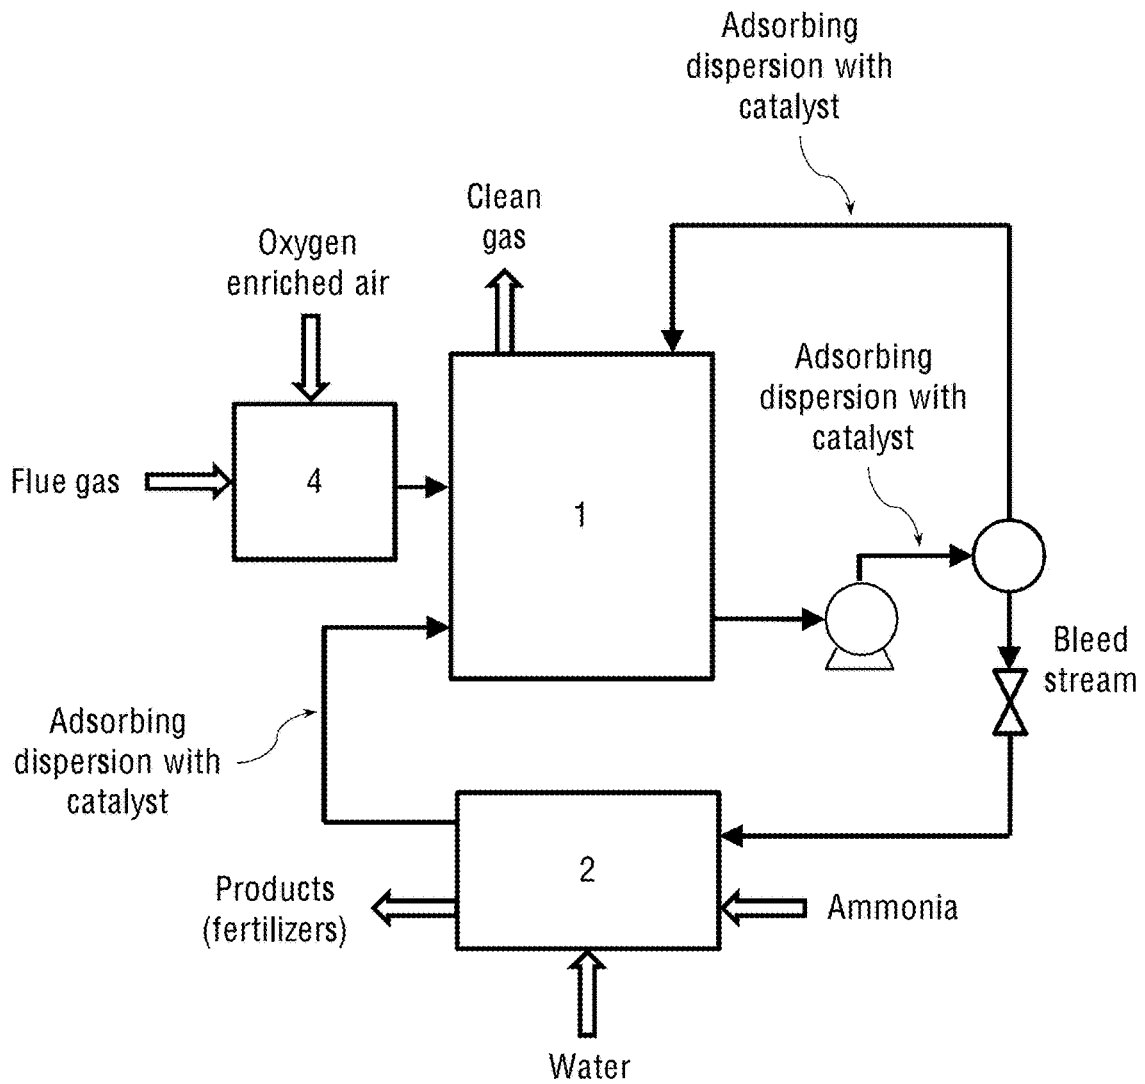 Adsorbing
dispersion with
catalyst
Clean
gas
Oxygen
enriched air
Adsorbing
dispersion with
catalyst
Flue gas
4
1
Bleed
stream
Adsorbing
dispersion with
catalyst
2
Products
(fertilizers)
Ammonia
Water